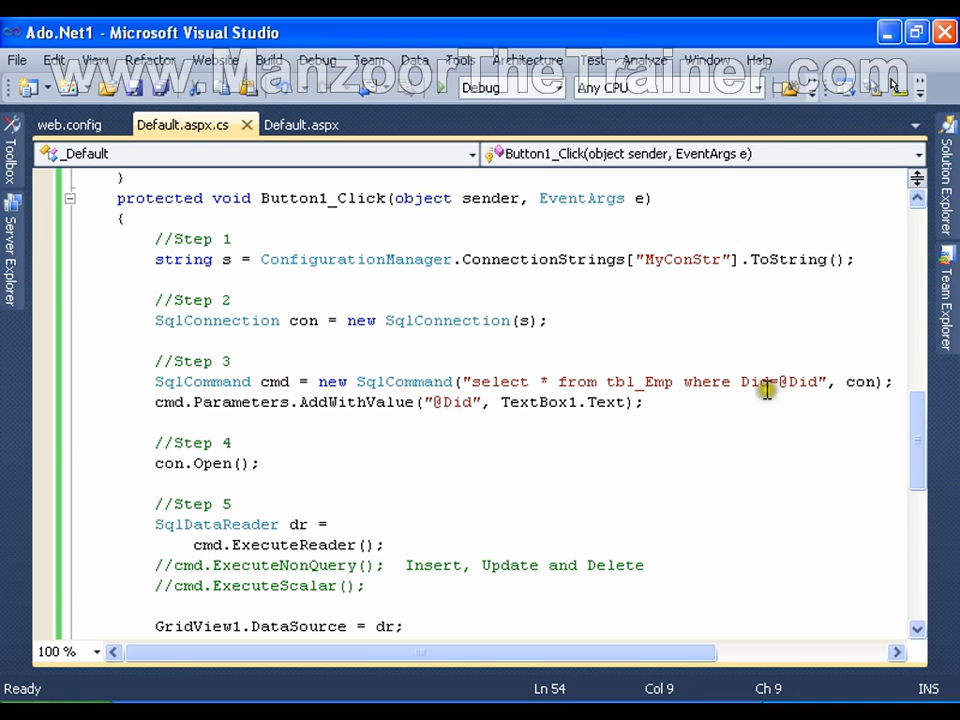 Ado.Net1 - Microsoft Visual Studio
File Edit View Refactor Website Build Debug Team Data Tools Architecture Test Analyze Window Help
www.ManzoorTheTrainer.com
Debug Any CPU
web.config Default.aspx.cs Default.aspx
_Default Button1_Click(object sender, EventArgs e)
Toolbox
Server Explorer
Solution Explorer
Team Explorer
}
protected void Button1_Click(object sender, EventArgs e)
{
//Step 1
string s = ConfigurationManager.ConnectionStrings["MyConStr"].ToString();
//Step 2
SqlConnection con = new SqlConnection(s);
//Step 3
SqlCommand cmd = new SqlCommand("select * from tbl_Emp where Did=@Did", con);
cmd.Parameters.AddWithValue("@Did", TextBox1.Text);
//Step 4
con.Open();
//Step 5
SqlDataReader dr =
cmd.ExecuteReader();
//cmd.ExecuteNonQuery(); Insert, Update and Delete
//cmd.ExecuteScalar();
GridView1.DataSource = dr;
100 %
Ready Ln 54 Col 9 Ch 9 INS